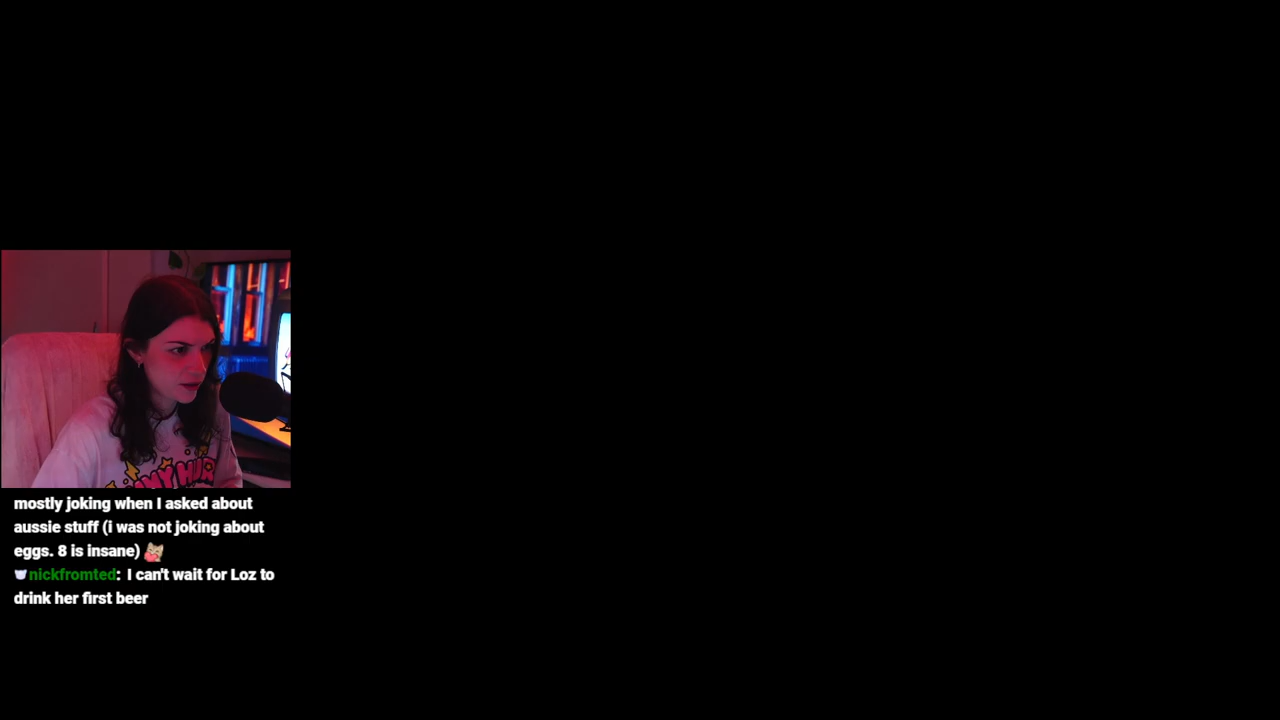 mostly joking when I asked about
aussie stuff (i was not joking about
eggs. 8 is insane)
nickfromted: I can't wait for Loz to
drink her first beer